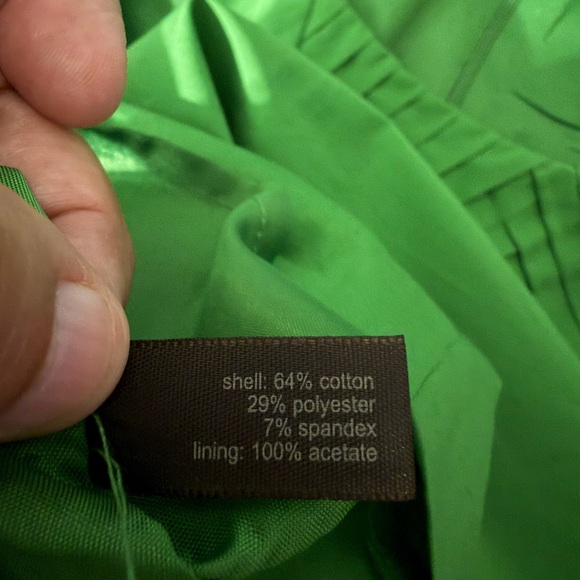 shell: 64% cotton
29% polyester
7% spandex
lining: 100% acetate